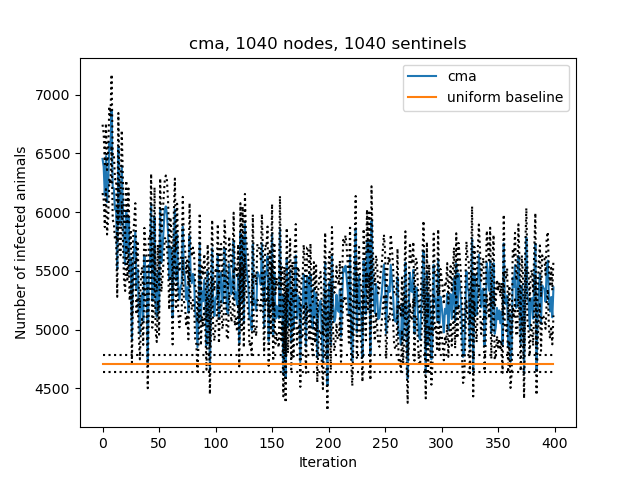 cma, 1040 nodes, 1040 sentinels
cma
uniform baseline
Number of infected animals
7000
6500
6000
5500
5000
4500
0 50 100 150 200 250 300 350 400
Iteration